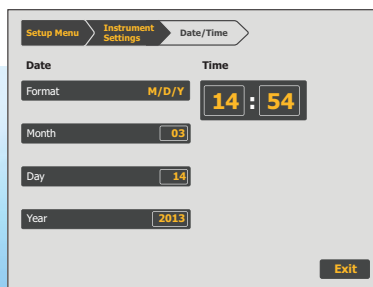 Setup Menu
Instrument
Settings
Date/Time
Date
Time
Format M/D/Y
14 : 54
Month 03
Day 14
Year 2013
Exit